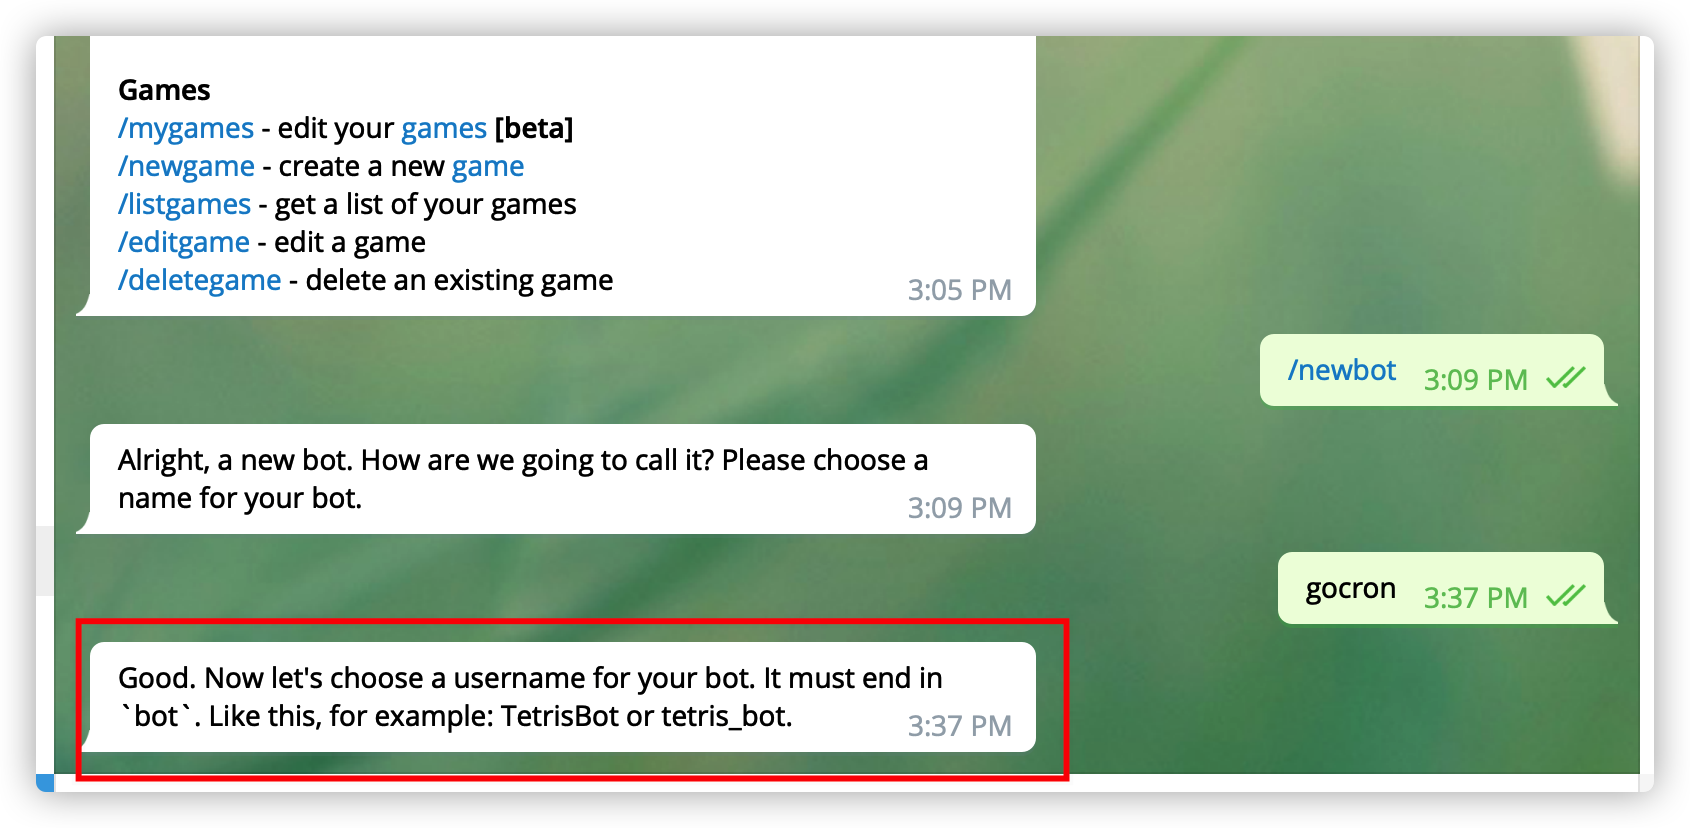 Games
/mygames - edit your games [beta]
/newgame - create a new game
/listgames - get a list of your games
/editgame - edit a game
/deletegame - delete an existing game
3:05 PM
/newbot 3:09 PM
Alright, a new bot. How are we going to call it? Please choose a
name for your bot.
3:09 PM
gocron 3:37 PM
Good. Now let's choose a username for your bot. It must end in
`bot`. Like this, for example: TetrisBot or tetris_bot.
3:37 PM